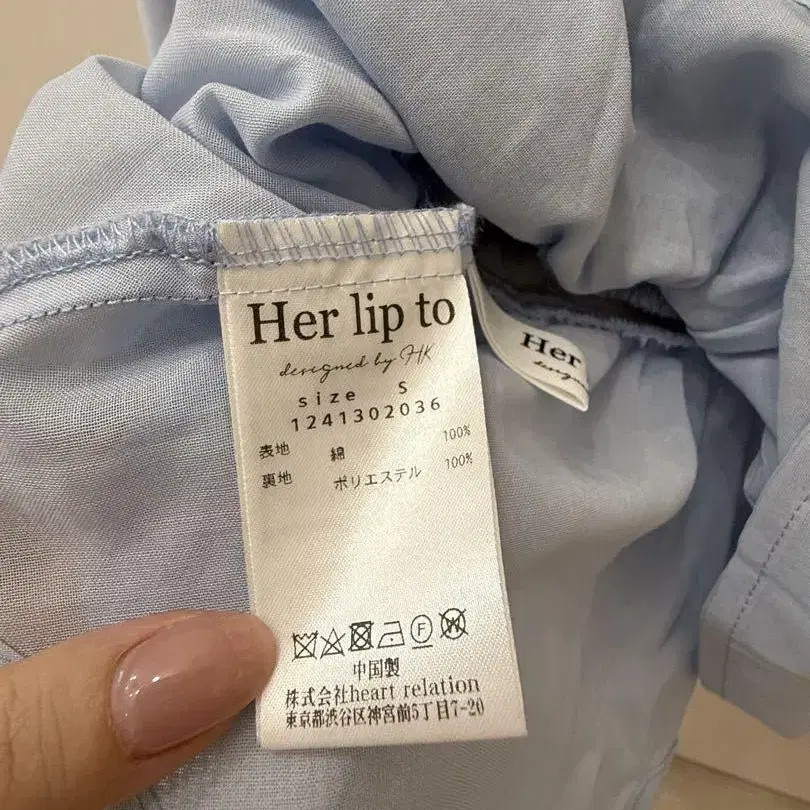 Her lip to
designed by HK
size S
1241302036
表地 綿 100%
裏地 ポリエステル 100%
F
W
中国製
株式会社heart relation
東京都渋谷区神宮前5丁目7-20
Her